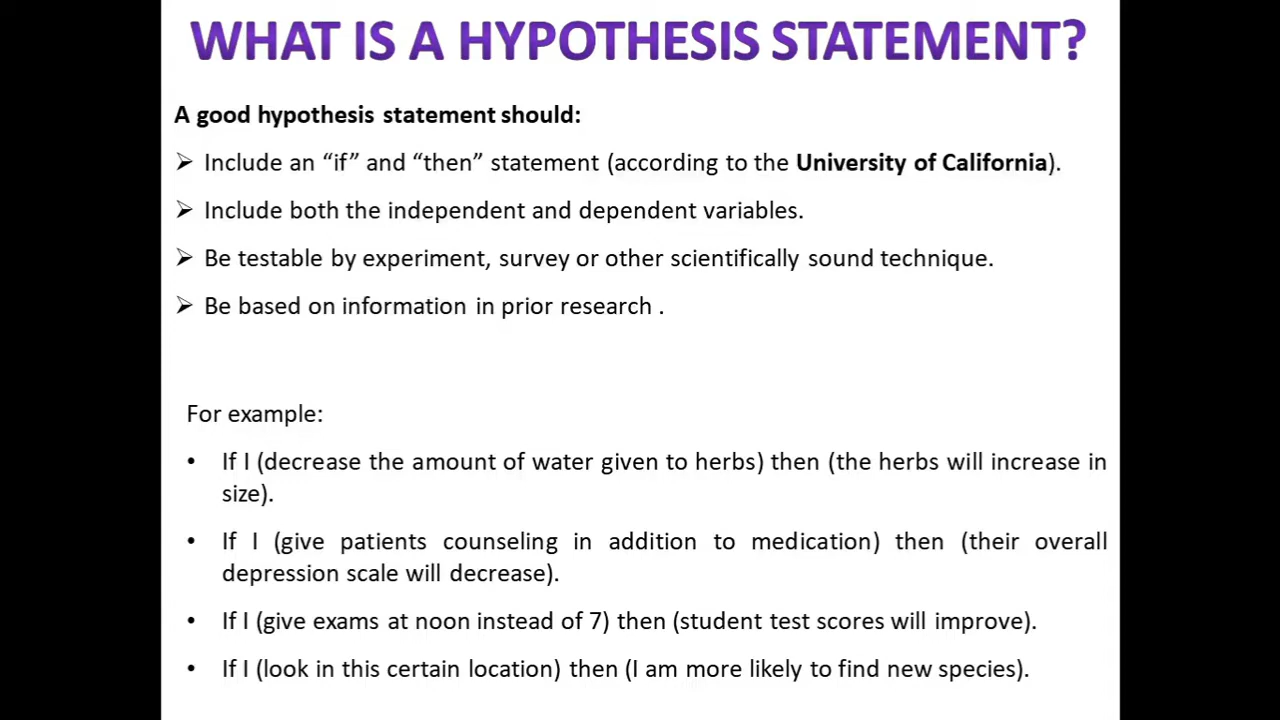 WHAT IS A HYPOTHESIS STATEMENT?
A good hypothesis statement should:
➢ Include an “if” and “then” statement (according to the University of California).
➢ Include both the independent and dependent variables.
➢ Be testable by experiment, survey or other scientifically sound technique.
➢ Be based on information in prior research .
For example:
• If I (decrease the amount of water given to herbs) then (the herbs will increase in
size).
• If I (give patients counseling in addition to medication) then (their overall
depression scale will decrease).
• If I (give exams at noon instead of 7) then (student test scores will improve).
• If I (look in this certain location) then (I am more likely to find new species).